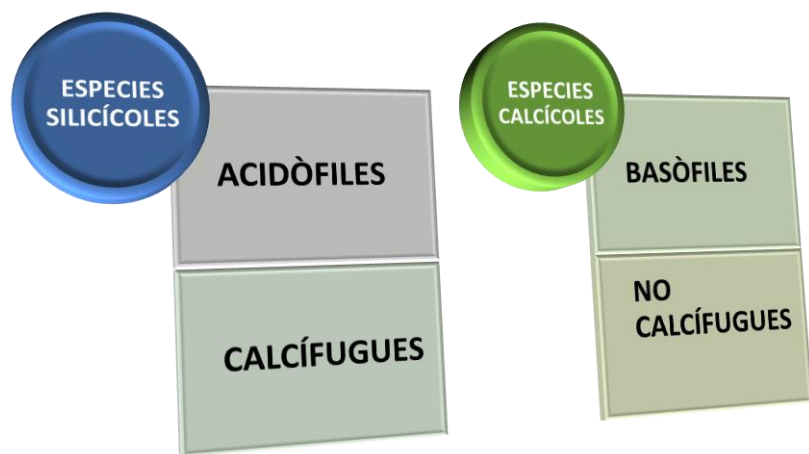 ESPECIES
SILICÍCOLES
ACIDÒFILES
CALCÍFUGUES
ESPECIES
CALCÍCOLES
BASÒFILES
NO
CALCÍFUGUES